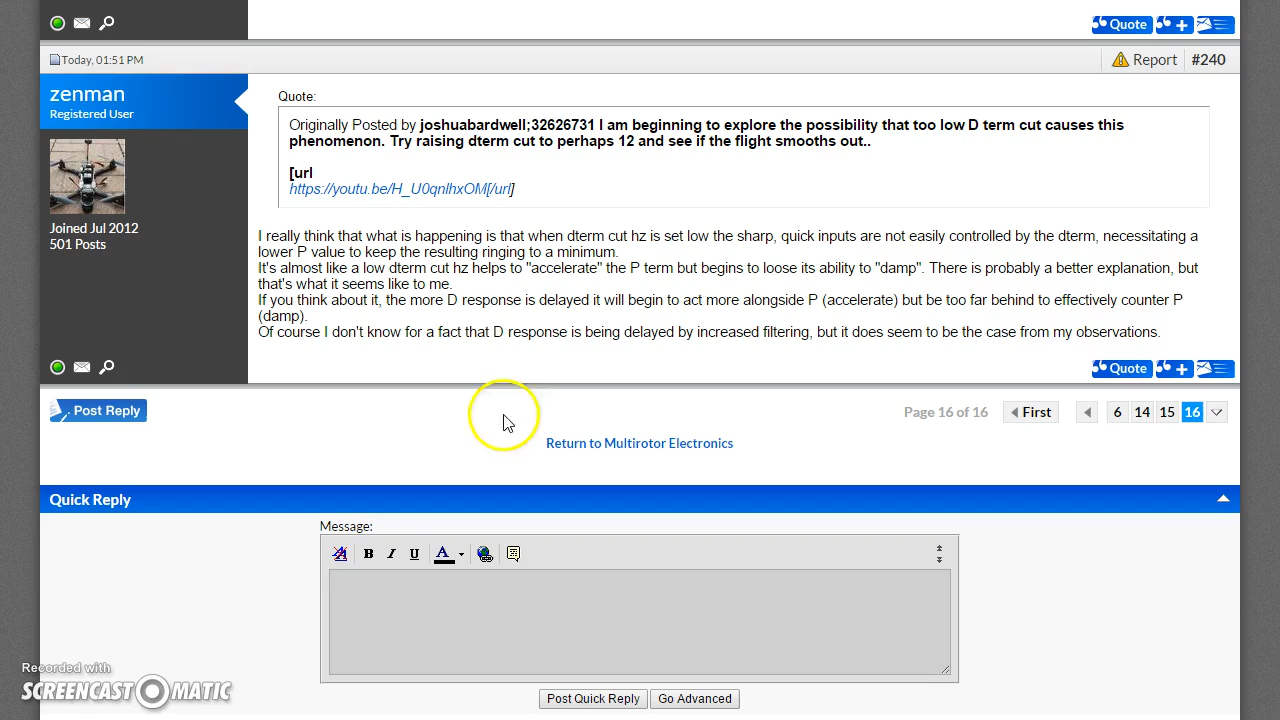 Quote
Today, 01:51 PM
Report #240
zenman
Registered User
Joined Jul 2012
501 Posts
Quote:
Originally Posted by joshuabardwell;32626731 I am beginning to explore the possibility that too low D term cut causes this
phenomenon. Try raising dterm cut to perhaps 12 and see if the flight smooths out..
[url
https://youtu.be/H_U0qnlhxOM[/url]
I really think that what is happening is that when dterm cut hz is set low the sharp, quick inputs are not easily controlled by the dterm, necessitating a
lower P value to keep the resulting ringing to a minimum.
It's almost like a low dterm cut hz helps to "accelerate" the P term but begins to loose its ability to "damp". There is probably a better explanation, but
that's what it seems like to me.
If you think about it, the more D response is delayed it will begin to act more alongside P (accelerate) but be too far behind to effectively counter P
(damp).
Of course I don't know for a fact that D response is being delayed by increased filtering, but it does seem to be the case from my observations.
Quote
Post Reply
Page 16 of 16 First 6 14 15 16
Return to Multirotor Electronics
Quick Reply
Message:
A B I U A
Post Quick Reply Go Advanced
Recorded with
SCREENCAST MATIC